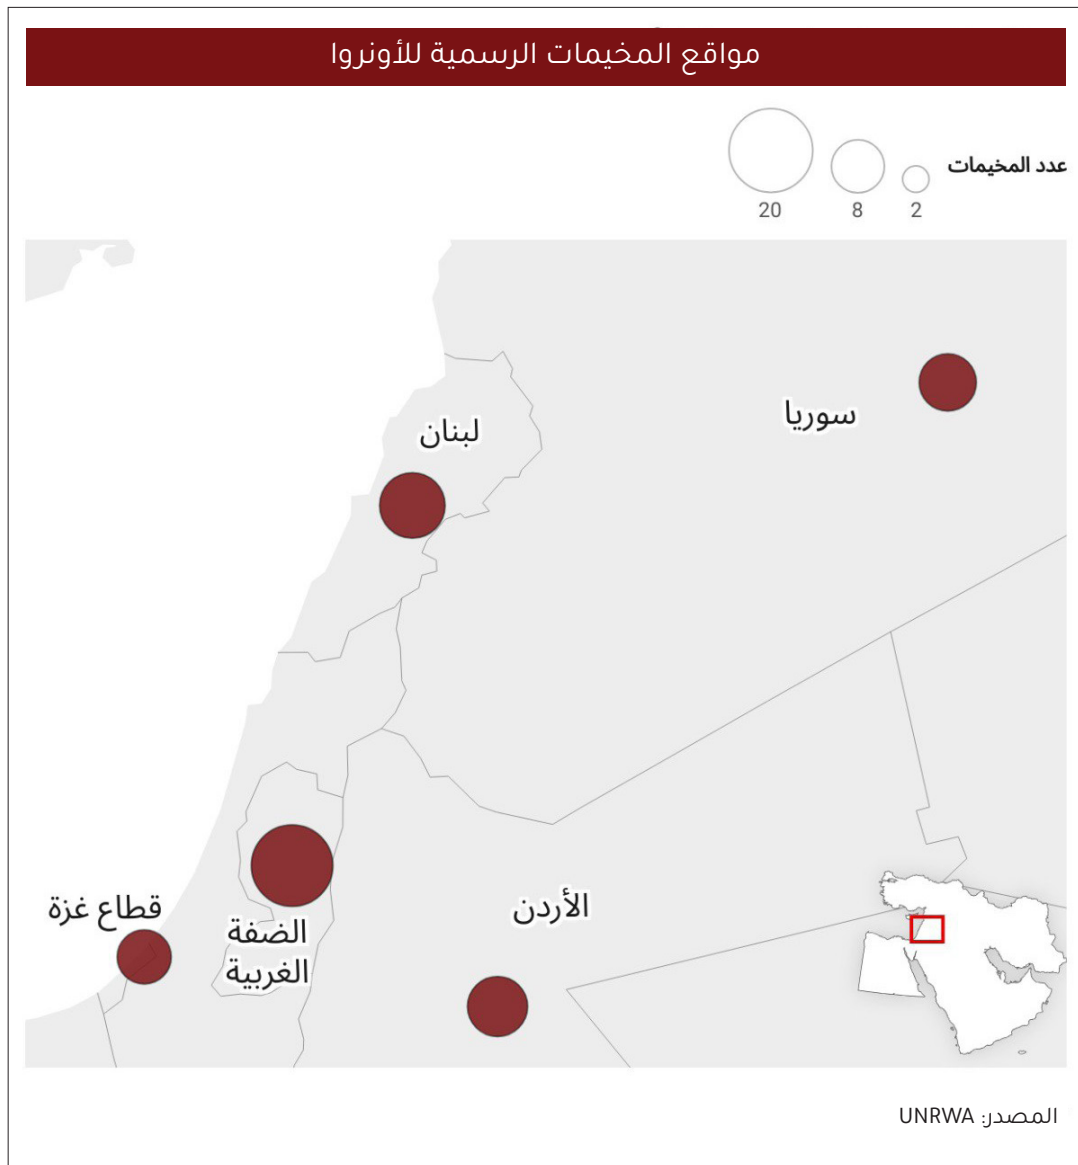 مواقع المخيمات الرسمية للأونروا
عدد المخيمات
2
8
20
سوريا
لبنان
الأردن
الضفة
الغربية
قطاع غزة
المصدر: UNRWA